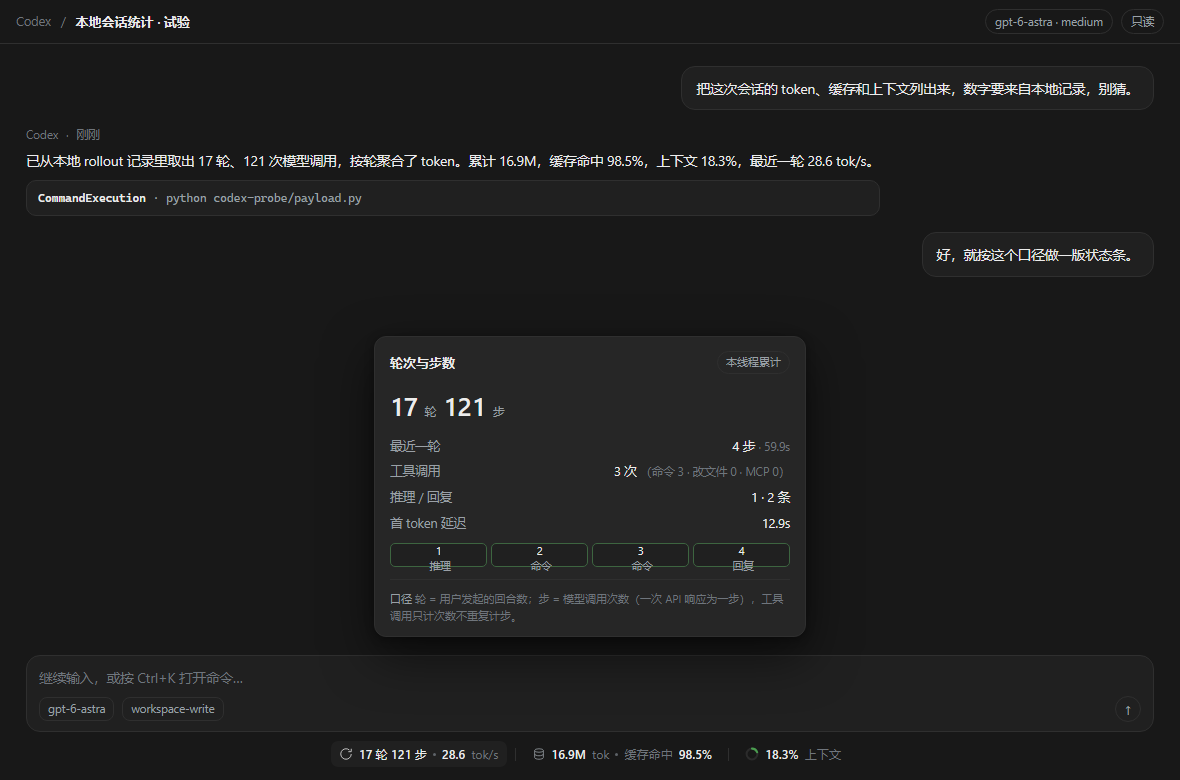 Codex / 本地会话统计 · 试验
gpt-6-astra · medium
只读
把这次会话的 token、缓存和上下文列出来，数字要来自本地记录，别猜。
Codex · 刚刚
已从本地 rollout 记录里取出 17 轮、121 次模型调用，按轮聚合了 token。累计 16.9M，缓存命中 98.5%，上下文 18.3%，最近一轮 28.6 tok/s。
CommandExecution · python codex-probe/payload.py
好，就按这个口径做一版状态条。
轮次与步数
本线程累计
17 轮 121 步
最近一轮 4 步 · 59.9s
工具调用 3 次 （命令 3 · 改文件 0 · MCP 0）
推理 / 回复 1 · 2 条
首 token 延迟 12.9s
1 2 3 4
推理 命令 命令 回复
口径 轮 = 用户发起的回合数；步 = 模型调用次数（一次 API 响应为一步），工具
调用只计次数不重复计步。
继续输入，或按 Ctrl+K 打开命令...
gpt-6-astra workspace-write ↑
17 轮 121 步 · 28.6 tok/s 16.9M tok · 缓存命中 98.5% 18.3% 上下文